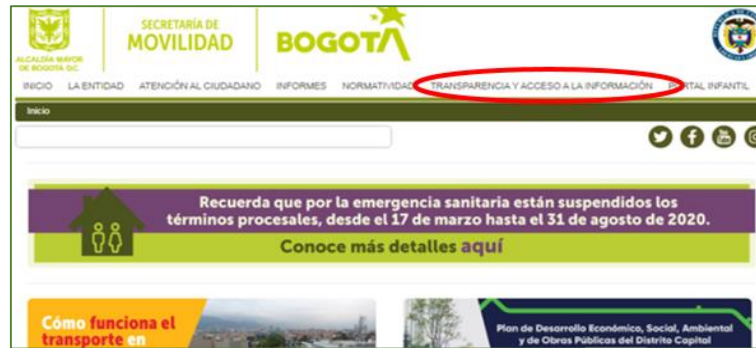 ALCALDÍA MAYOR
DE BOGOTÁ D.C.
SECRETARÍA DE
MOVILIDAD
BOGOTÁ
INICIO LA ENTIDAD ATENCIÓN AL CIUDADANO INFORMES NORMATIVIDAD TRANSPARENCIA Y ACCESO A LA INFORMACIÓN PORTAL INFANTIL
Inicio
You Tube
Recuerda que por la emergencia sanitaria están suspendidos los
términos procesales, desde el 17 de marzo hasta el 31 de agosto de 2020.
Conoce más detalles aquí
Cómo funciona el
transporte en
Plan de Desarrollo Económico, Social, Ambiental
y de Obras Públicas del Distrito Capital